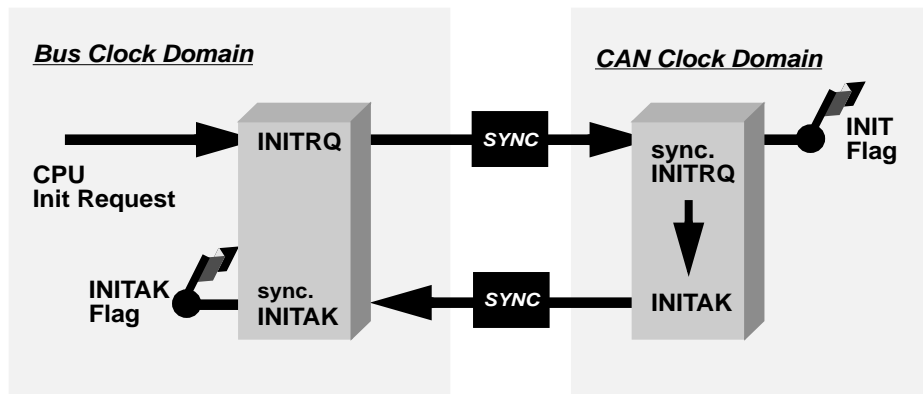 Bus Clock Domain
CAN Clock Domain
INITRQ
SYNC
sync.
INITRQ
INIT
Flag
CPU
Init Request
INITAK
Flag
sync.
INITAK
SYNC
INITAK